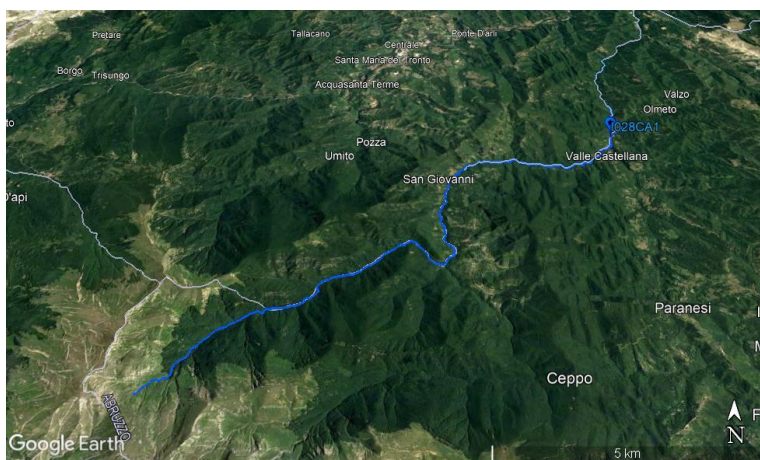 Pretare
Tallacano
Ponte D'arli
Centrale
Santa Maria del Tronto
Borgo
Trisungo
Acquasanta Terme
Valzo
Olmeto
to
I028CA1
Pozza
Umito
Valle Castellana
San Giovanni
D'api
Paranesi
Ceppo
ABRUZZO
F
N
Google Earth
5 km